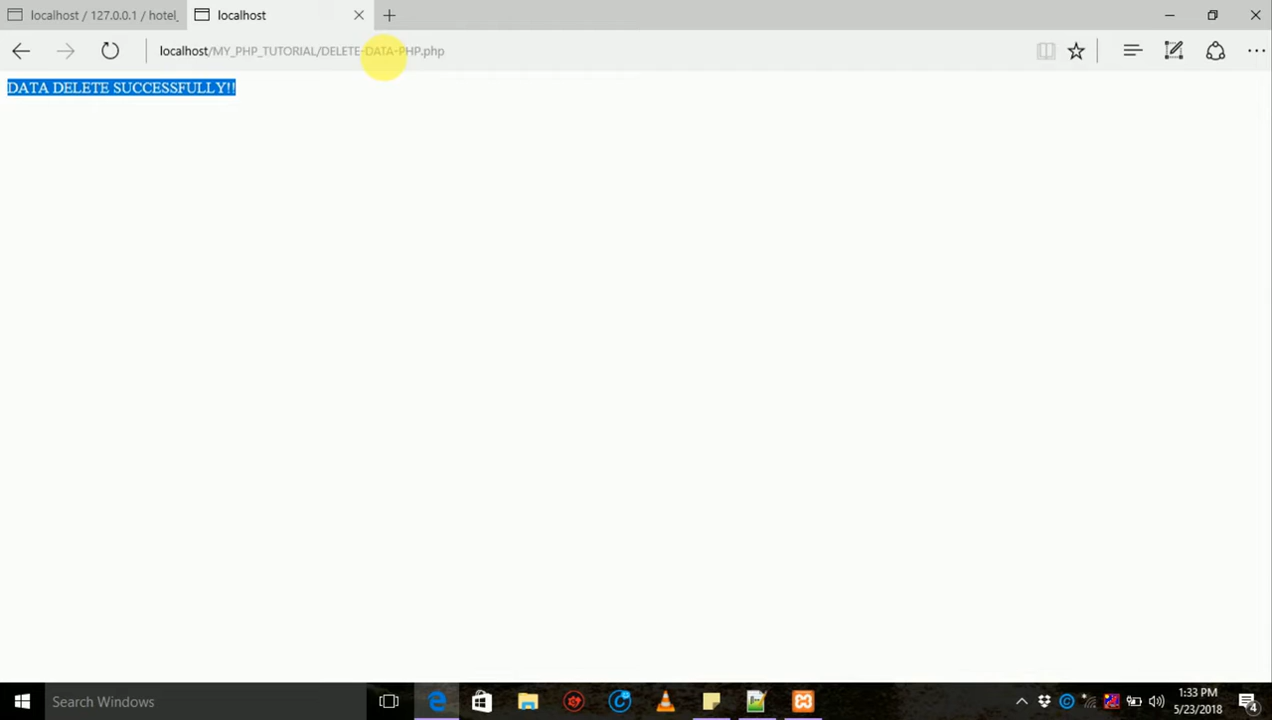 localhost / 127.0.0.1 / hotel_
localhost
localhost/MY_PHP_TUTORIAL/DELETE-DATA-PHP.php
DATA DELETE SUCCESSFULLY!!
Search Windows
1:33 PM
5/23/2018
4